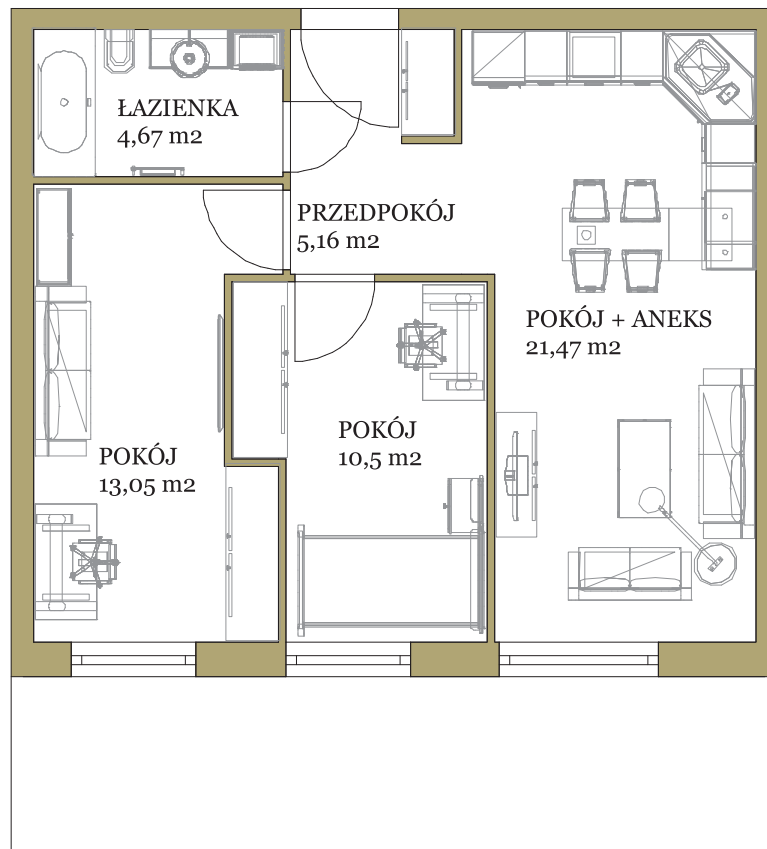 ŁAZIENKA
4,67 m2
PRZEDPOKÓJ
5,16 m2
POKÓJ + ANEKS
21,47 m2
POKÓJ
10,5 m2
POKÓJ
13,05 m2